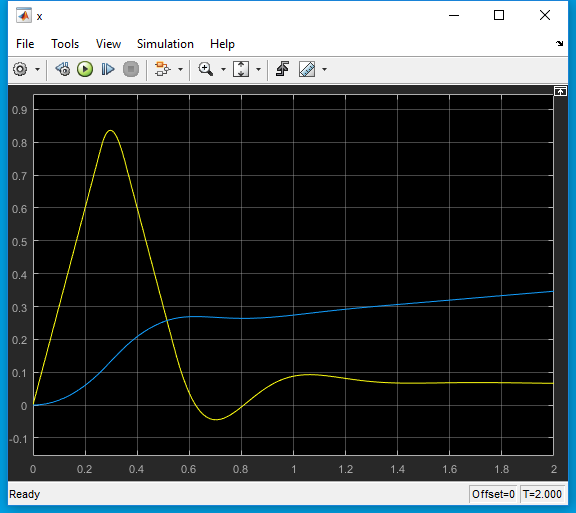 x
File Tools View Simulation Help
0.9
0.8
0.7
0.6
0.5
0.4
0.3
0.2
0.1
0
-0.1
0 0.2 0.4 0.6 0.8 1 1.2 1.4 1.6 1.8 2
Ready Offset=0 T=2.000